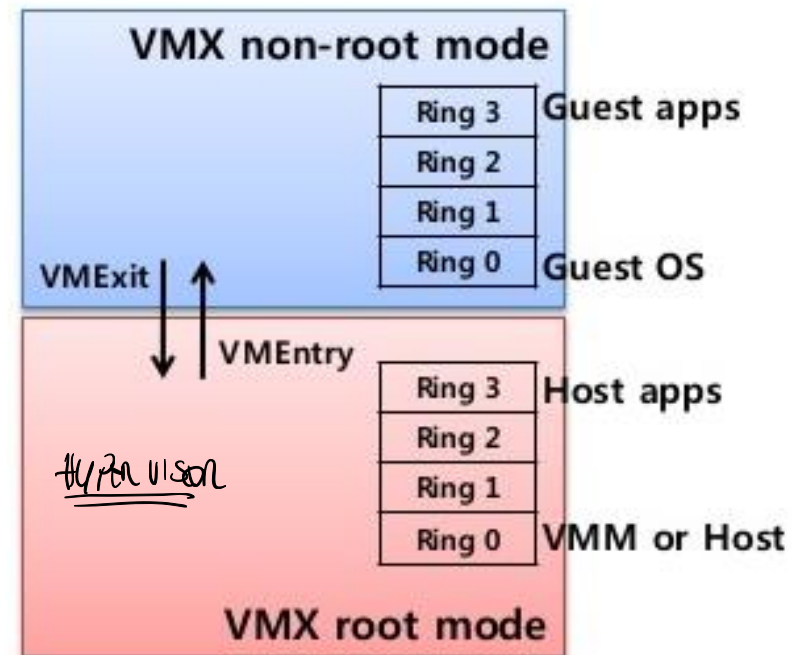 VMX non-root mode
Ring 3 Guest apps
Ring 2
Ring 1
Ring 0 Guest OS
VMExit
VMEntry
Ring 3 Host apps
Ring 2
Ring 1
Ring 0 VMM or Host
HYPERVISOR
VMX root mode